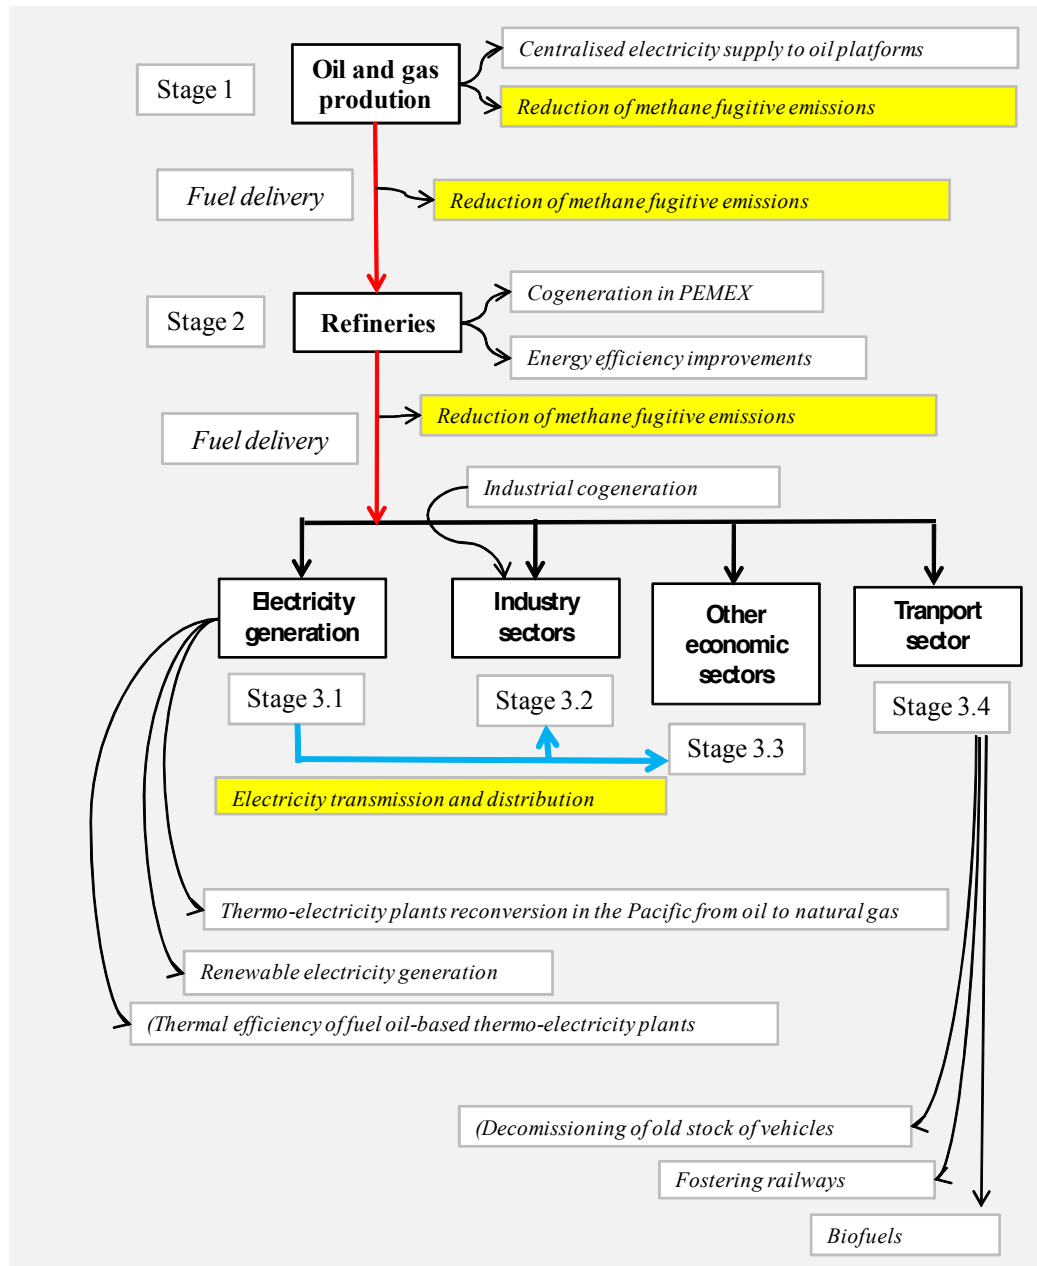 Centralised electricity supply to oil platforms
Oil and gas
prodution
Stage 1
Reduction of methane fugitive emissions
Fuel delivery
Reduction of methane fugitive emissions
Cogeneration in PEMEX
Stage 2
Refineries
Energy efficiency improvements
Reduction of methane fugitive emissions
Fuel delivery
Industrial cogeneration
Electricity
generation
Industry
sectors
Other
economic
sectors
Tranport
sector
Stage 3.1
Stage 3.2
Stage 3.4
Stage 3.3
Electricity transmission and distribution
Thermo-electricity plants reconversion in the Pacific from oil to natural gas
Renewable electricity generation
(Thermal efficiency of fuel oil-based thermo-electricity plants
(Decomissioning of old stock of vehicles
Fostering railways
Biofuels